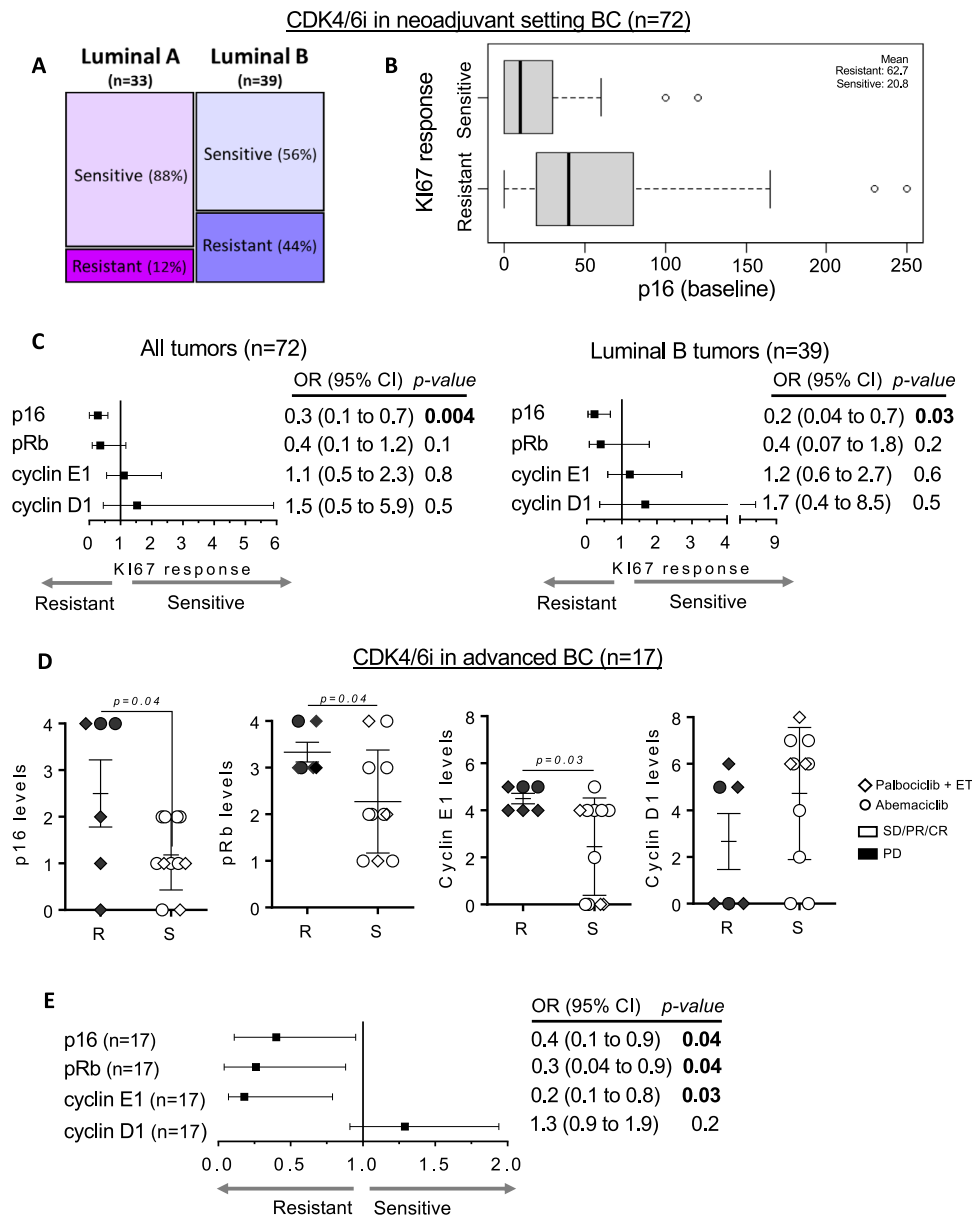 CDK4/6i in neoadjuvant setting BC (n=72)
A
Luminal A
(n=33)
Luminal B
(n=39)
Sensitive (88%)
Resistant (12%)
Sensitive (56%)
Resistant (44%)
B
Mean
Resistant: 62.7
Sensitive: 20.8
KI67 response
Sensitive
Resistant
0 50 100 150 200 250
p16 (baseline)
C
All tumors (n=72)
OR (95% CI) p-value
p16 0.3 (0.1 to 0.7) 0.004
pRb 0.4 (0.1 to 1.2) 0.1
cyclin E1 1.1 (0.5 to 2.3) 0.8
cyclin D1 1.5 (0.5 to 5.9) 0.5
0 1 2 3 4 5 6
KI67 response
Resistant Sensitive
Luminal B tumors (n=39)
OR (95% CI) p-value
p16 0.2 (0.04 to 0.7) 0.03
pRb 0.4 (0.07 to 1.8) 0.2
cyclin E1 1.2 (0.6 to 2.7) 0.6
cyclin D1 1.7 (0.4 to 8.5) 0.5
0 1 2 3 4 9
KI67 response
Resistant Sensitive
D
CDK4/6i in advanced BC (n=17)
p16 levels
4
3
2
1
0
p=0.04
R S
pRb levels
4
3
2
1
0
p=0.04
R S
Cyclin E1 levels
8
6
4
2
0
p=0.03
R S
Cyclin D1 levels
8
6
4
2
0
R S
Palbociclib + ET
Abemaciclib
SD/PR/CR
PD
E
OR (95% CI) p-value
p16 (n=17) 0.4 (0.1 to 0.9) 0.04
pRb (n=17) 0.3 (0.04 to 0.9) 0.04
cyclin E1 (n=17) 0.2 (0.1 to 0.8) 0.03
cyclin D1 (n=17) 1.3 (0.9 to 1.9) 0.2
0.0 0.5 1.0 1.5 2.0
Resistant Sensitive